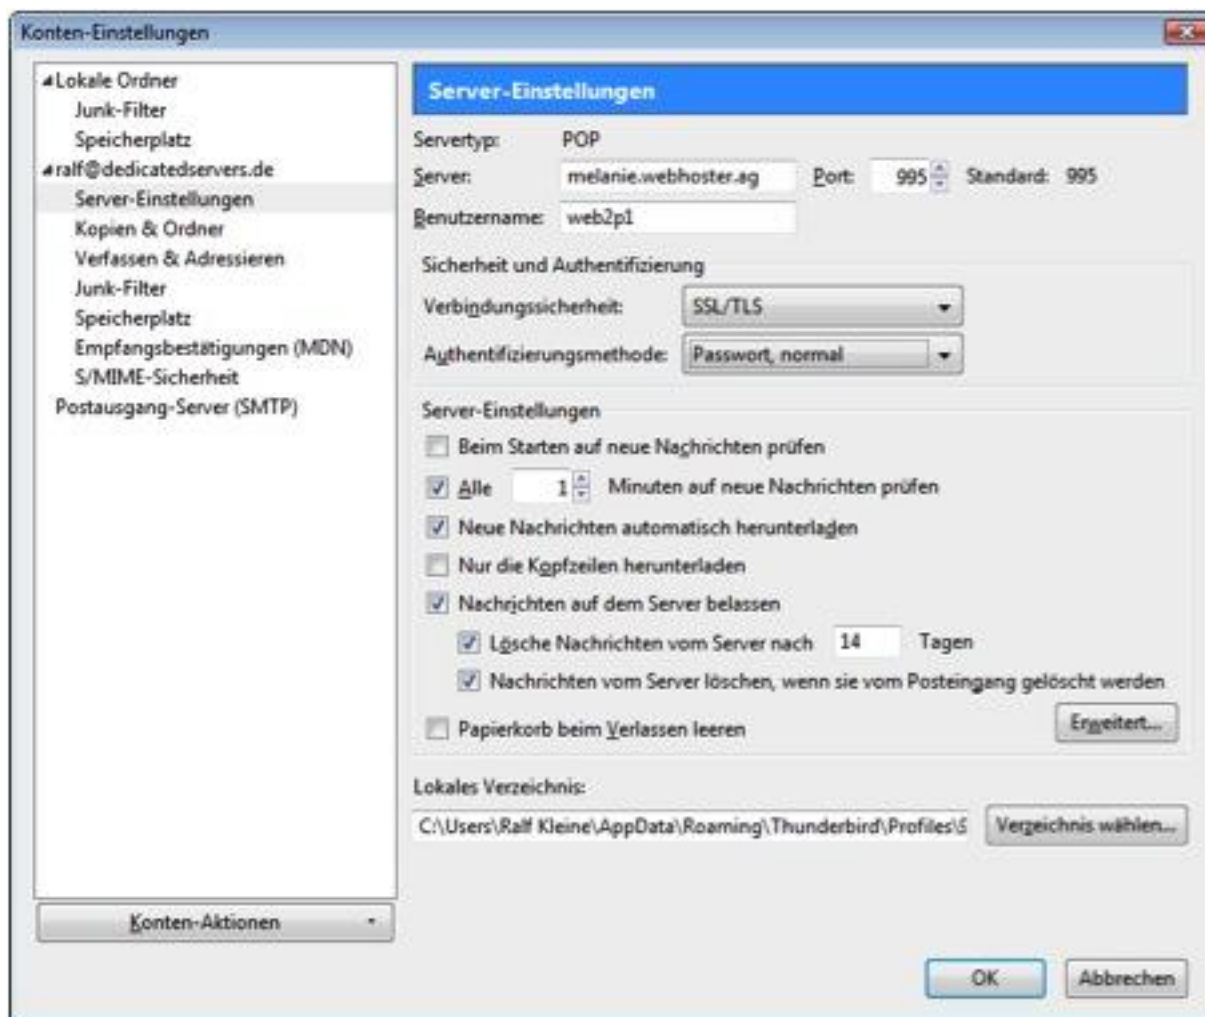 Konten-Einstellungen
Lokale Ordner
Junk-Filter
Speicherplatz
ralf@dedicatedservers.de
Server-Einstellungen
Kopien & Ordner
Verfassen & Adressieren
Junk-Filter
Speicherplatz
Empfangsbestätigungen (MDN)
S/MIME-Sicherheit
Postausgang-Server (SMTP)
Konten-Aktionen
Server-Einstellungen
Servertyp: POP
Server: melanie.webhoster.ag Port: 995 Standard: 995
Benutzername: web2p1
Sicherheit und Authentifizierung
Verbindungssicherheit: SSL/TLS
Authentifizierungsmethode: Passwort, normal
Server-Einstellungen
Beim Starten auf neue Nachrichten prüfen
Alle 1 Minuten auf neue Nachrichten prüfen
Neue Nachrichten automatisch herunterladen
Nur die Kopfzeilen herunterladen
Nachrichten auf dem Server belassen
Lösche Nachrichten vom Server nach 14 Tagen
Nachrichten vom Server löschen, wenn sie vom Posteingang gelöscht werden
Papierkorb beim Verlassen leeren Erweitert...
Lokales Verzeichnis:
C:\Users\Ralf Kleine\AppData\Roaming\Thunderbird\Profiles\ Verzeichnis wählen...
OK Abbrechen